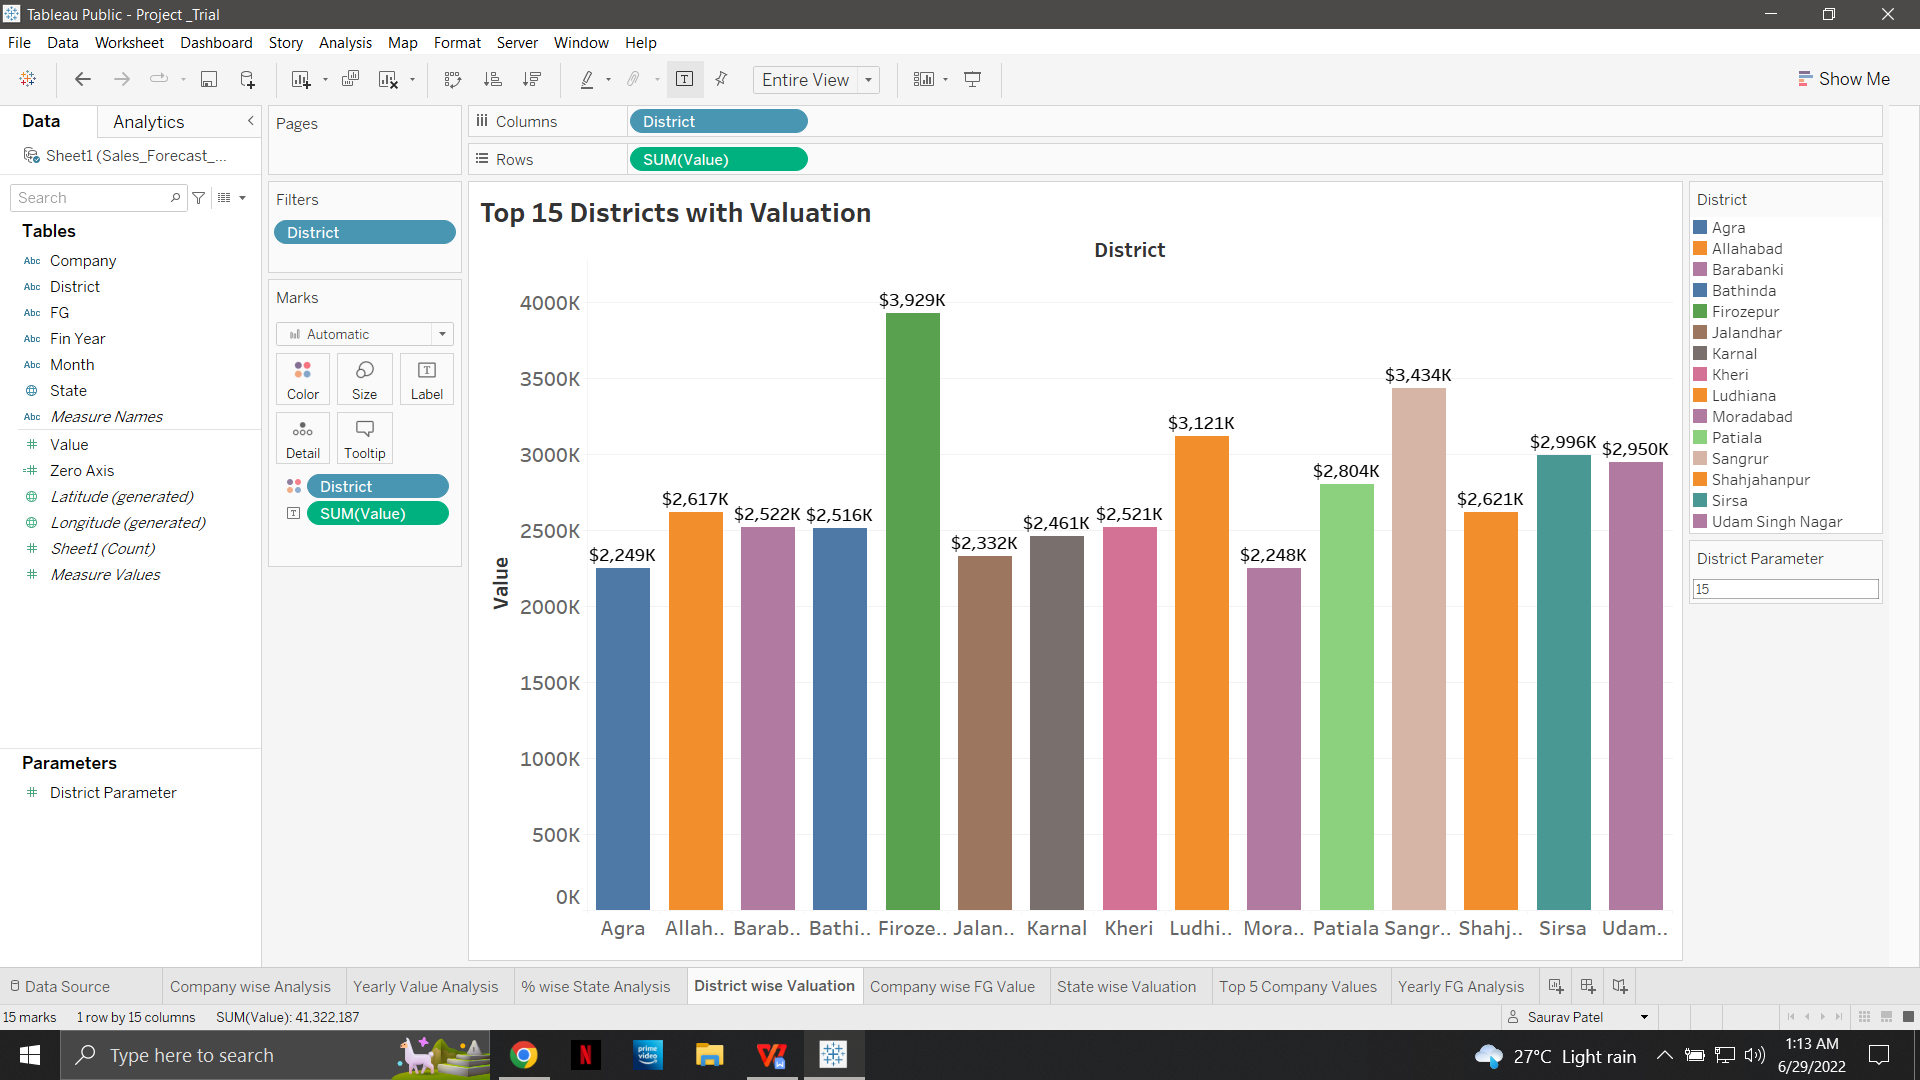 Tableau Public - Project _Trial
File Data Worksheet Dashboard Story Analysis Map Format Server Window Help
Entire View
Show Me
Data Analytics
Sheet1 (Sales_Forecast_...
Search
Tables
Abc Company
Abc District
Abc FG
Abc Fin Year
Abc Month
State
Abc Measure Names
# Value
=# Zero Axis
Latitude (generated)
Longitude (generated)
# Sheet1 (Count)
# Measure Values
Parameters
# District Parameter
Pages
Filters
District
Marks
Automatic
Color Size Label
Detail Tooltip
District
SUM(Value)
Columns District
Rows SUM(Value)
Top 15 Districts with Valuation
District
Value
4000K
3500K
3000K
2500K
2000K
1500K
1000K
500K
0K
$2,249K
$2,617K
$2,522K
$2,516K
$3,929K
$2,332K
$2,461K
$2,521K
$3,121K
$2,248K
$2,804K
$3,434K
$2,621K
$2,996K
$2,950K
Agra Allah.. Barab.. Bathi.. Firoze.. Jalan.. Karnal Kheri Ludhi.. Mora.. Patiala Sangr.. Shahj.. Sirsa Udam..
District
Agra
Allahabad
Barabanki
Bathinda
Firozepur
Jalandhar
Karnal
Kheri
Ludhiana
Moradabad
Patiala
Sangrur
Shahjahanpur
Sirsa
Udam Singh Nagar
District Parameter
15
Data Source Company wise Analysis Yearly Value Analysis % wise State Analysis District wise Valuation Company wise FG Value State wise Valuation Top 5 Company Values Yearly FG Analysis
15 marks 1 row by 15 columns SUM(Value): 41,322,187
Saurav Patel
Type here to search
N
prime video
W
27°C Light rain
1:13 AM
6/29/2022